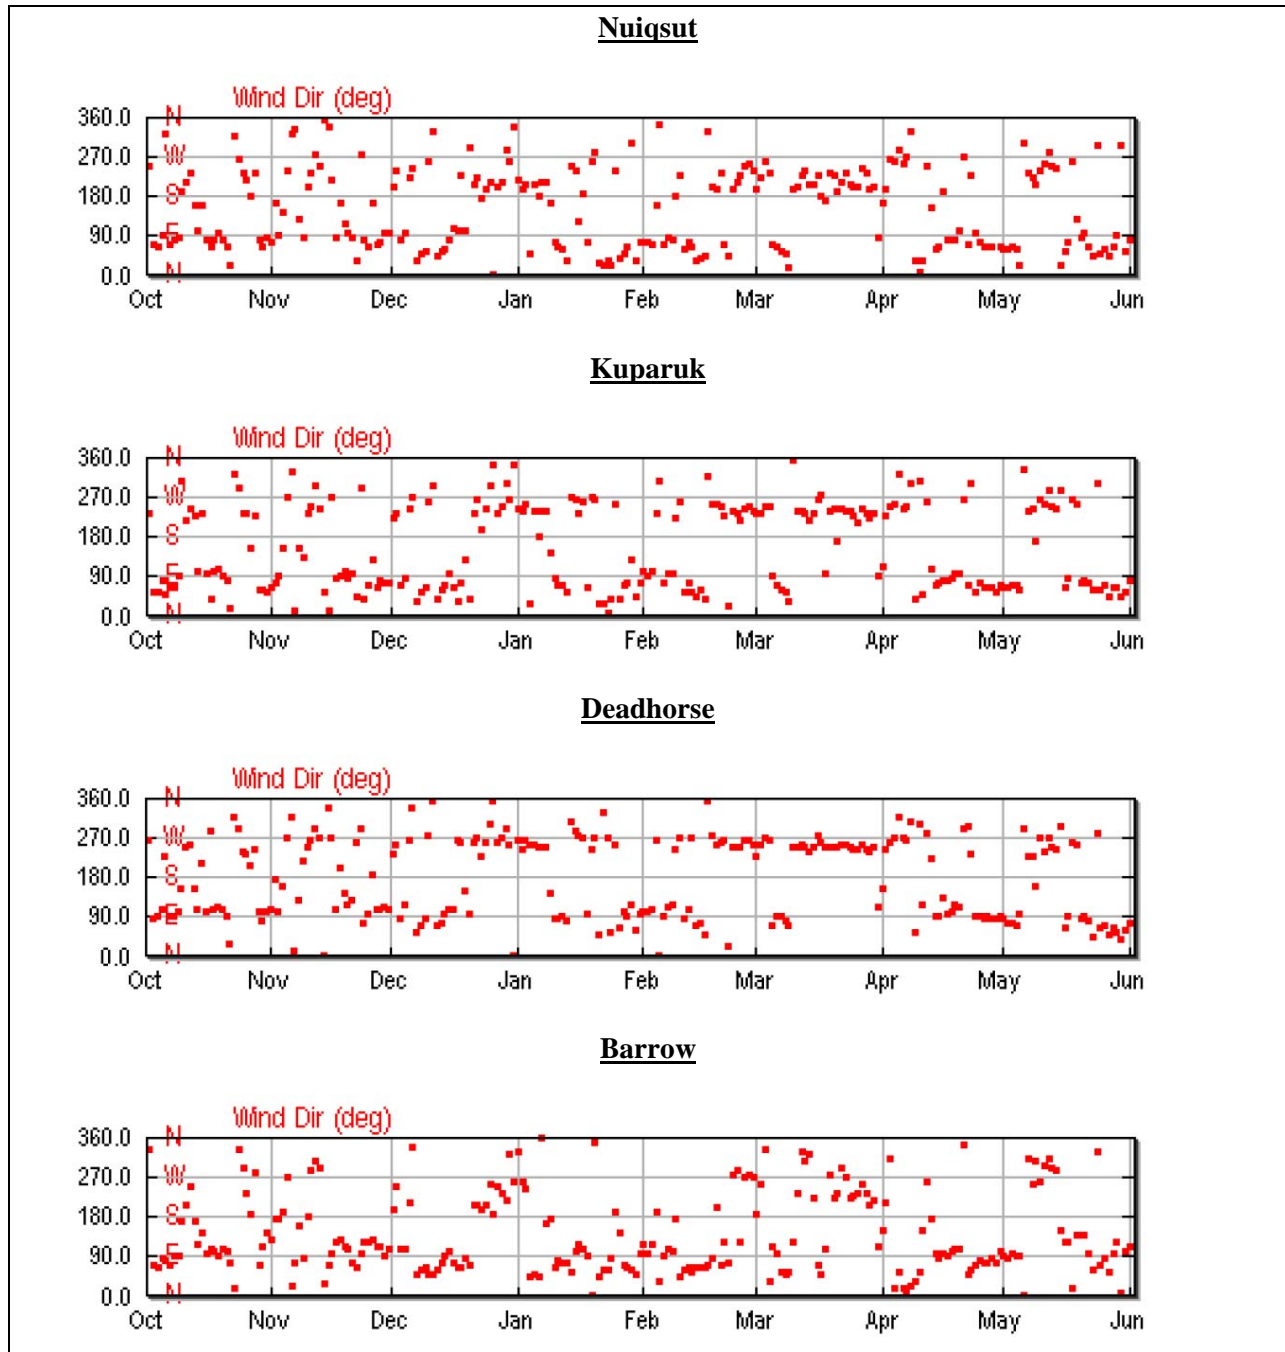 Nuiqsut
Wind Dir (deg)
360.0 N
270.0 W
180.0 S
90.0 E
0.0 N
Oct Nov Dec Jan Feb Mar Apr May Jun
Kuparuk
Wind Dir (deg)
360.0 N
270.0 W
180.0 S
90.0 E
0.0 N
Oct Nov Dec Jan Feb Mar Apr May Jun
Deadhorse
Wind Dir (deg)
360.0 N
270.0 W
180.0 S
90.0 E
0.0 N
Oct Nov Dec Jan Feb Mar Apr May Jun
Barrow
Wind Dir (deg)
360.0 N
270.0 W
180.0 S
90.0 E
0.0 N
Oct Nov Dec Jan Feb Mar Apr May Jun